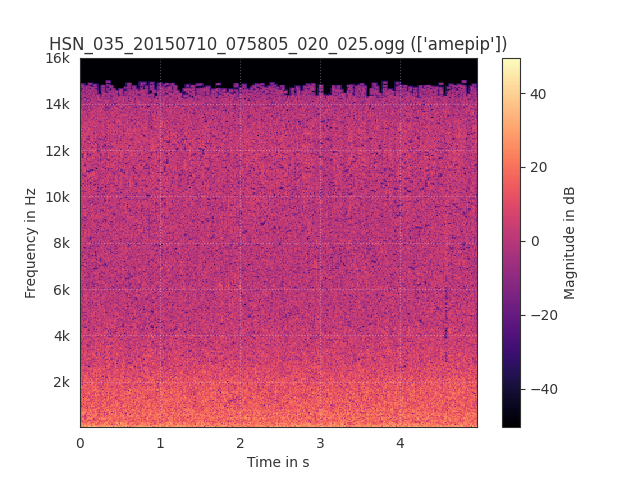 HSN_035_20150710_075805_020_025.ogg (['amepip'])
16k
14k
12k
10k
8k
6k
4k
2k
Frequency in Hz
0
1
2
3
4
Time in s
40
20
0
−20
−40
Magnitude in dB